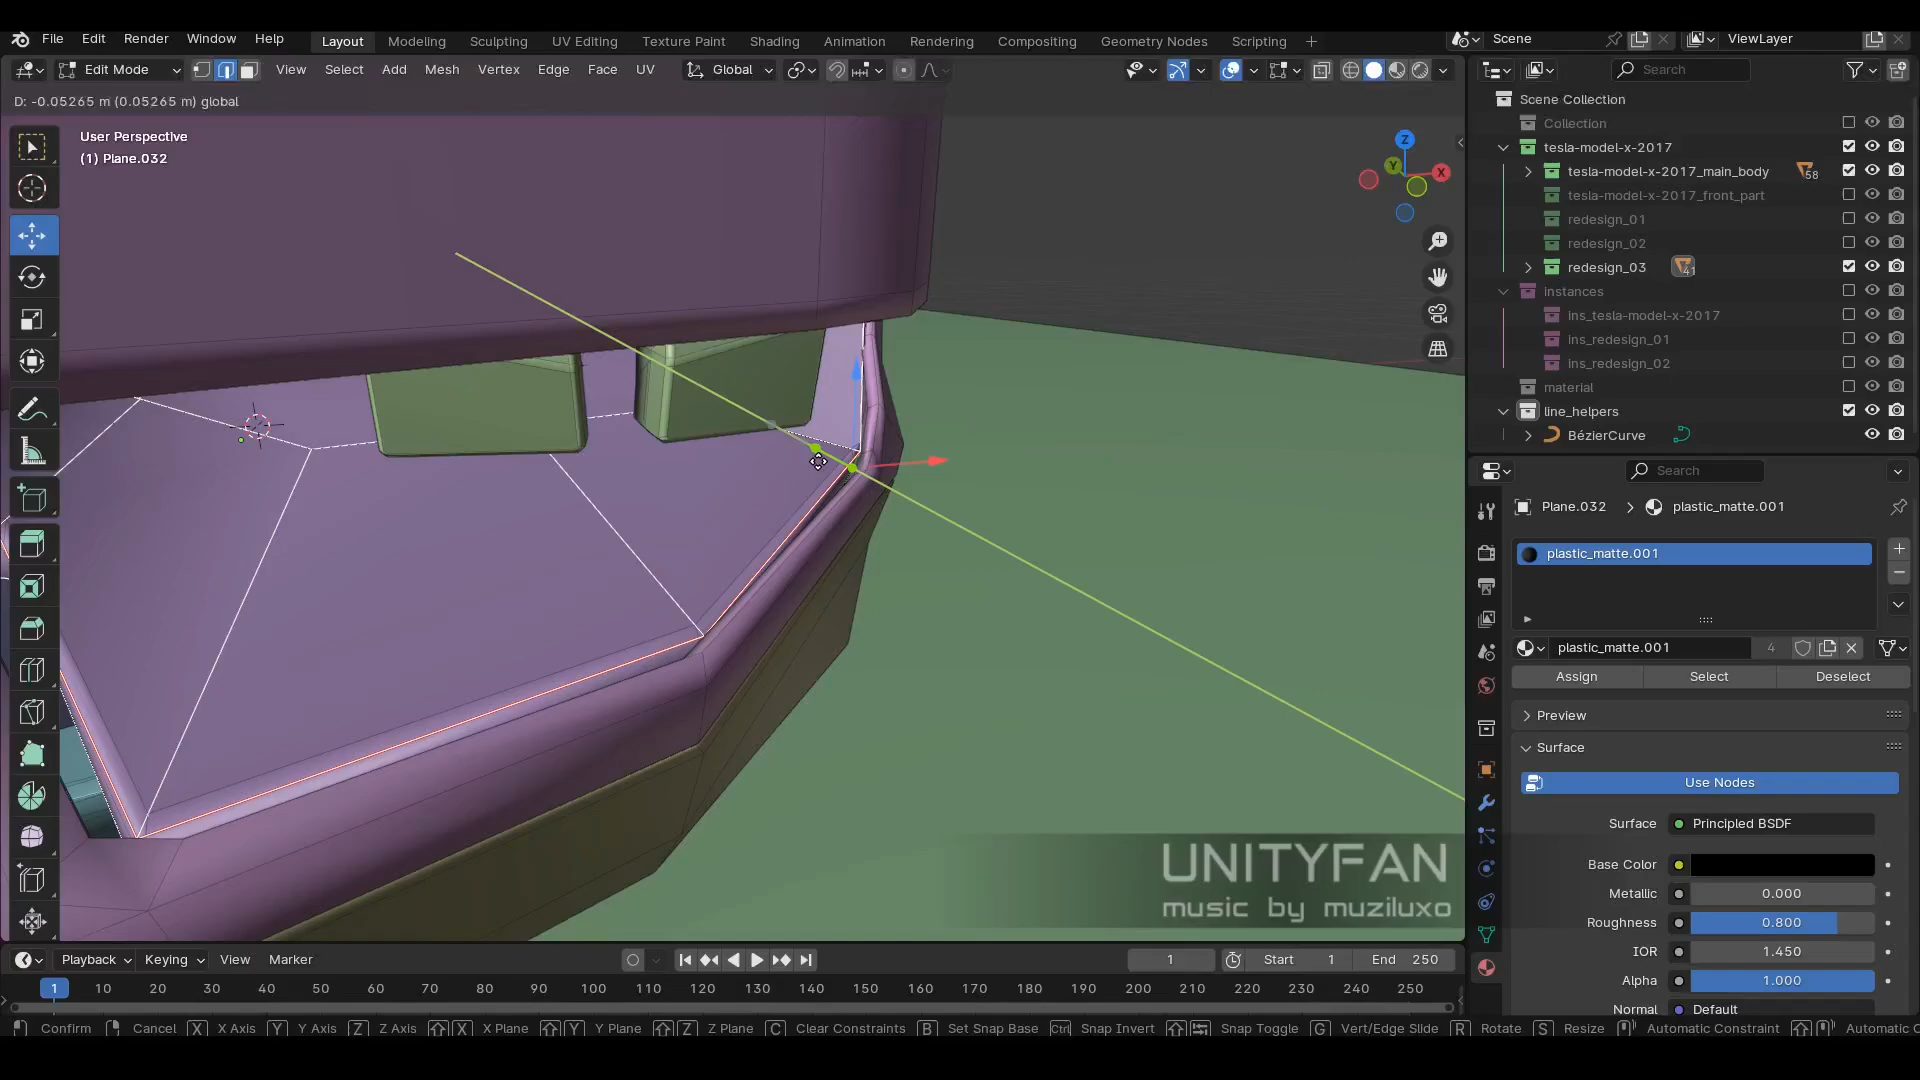 File Edit Render Window Help Layout Modeling Sculpting UV Editing Texture Paint Shading Animation Rendering Compositing Geometry Nodes Scripting Scene ViewLayer
Edit Mode View Select Add Mesh Vertex Edge Face UV Global Search
D: -0.05265 m (0.05265 m) global
User Perspective
(1) Plane.032
X
Y
Z
Scene Collection
Collection
tesla-model-x-2017
tesla-model-x-2017_main_body 58
tesla-model-x-2017_front_part
redesign_01
redesign_02
redesign_03 41
instances
ins_tesla-model-x-2017
ins_redesign_01
ins_redesign_02
material
line_helpers
BézierCurve
Search
Plane.032 plastic_matte.001
plastic_matte.001
plastic_matte.001 4
Assign Select Deselect
Preview
Surface
Use Nodes
Surface Principled BSDF
Base Color
Metallic 0.000
Roughness 0.800
IOR 1.450
Alpha 1.000
Normal Default
UNITYFAN
music by muziluxo
Playback Keying View Marker 1 Start 1 End 250
1 10 20 30 40 50 60 70 80 90 100 110 120 130 140 150 160 170 180 190 200 210 220 230 240 250
Confirm Cancel X X Axis Y Y Axis Z Z Axis X X Plane Y Y Plane Z Z Plane C Clear Constraints B Set Snap Base Ctrl Snap Invert Snap Toggle G Vert/Edge Slide R Rotate S Resize Automatic Constraint Automatic C